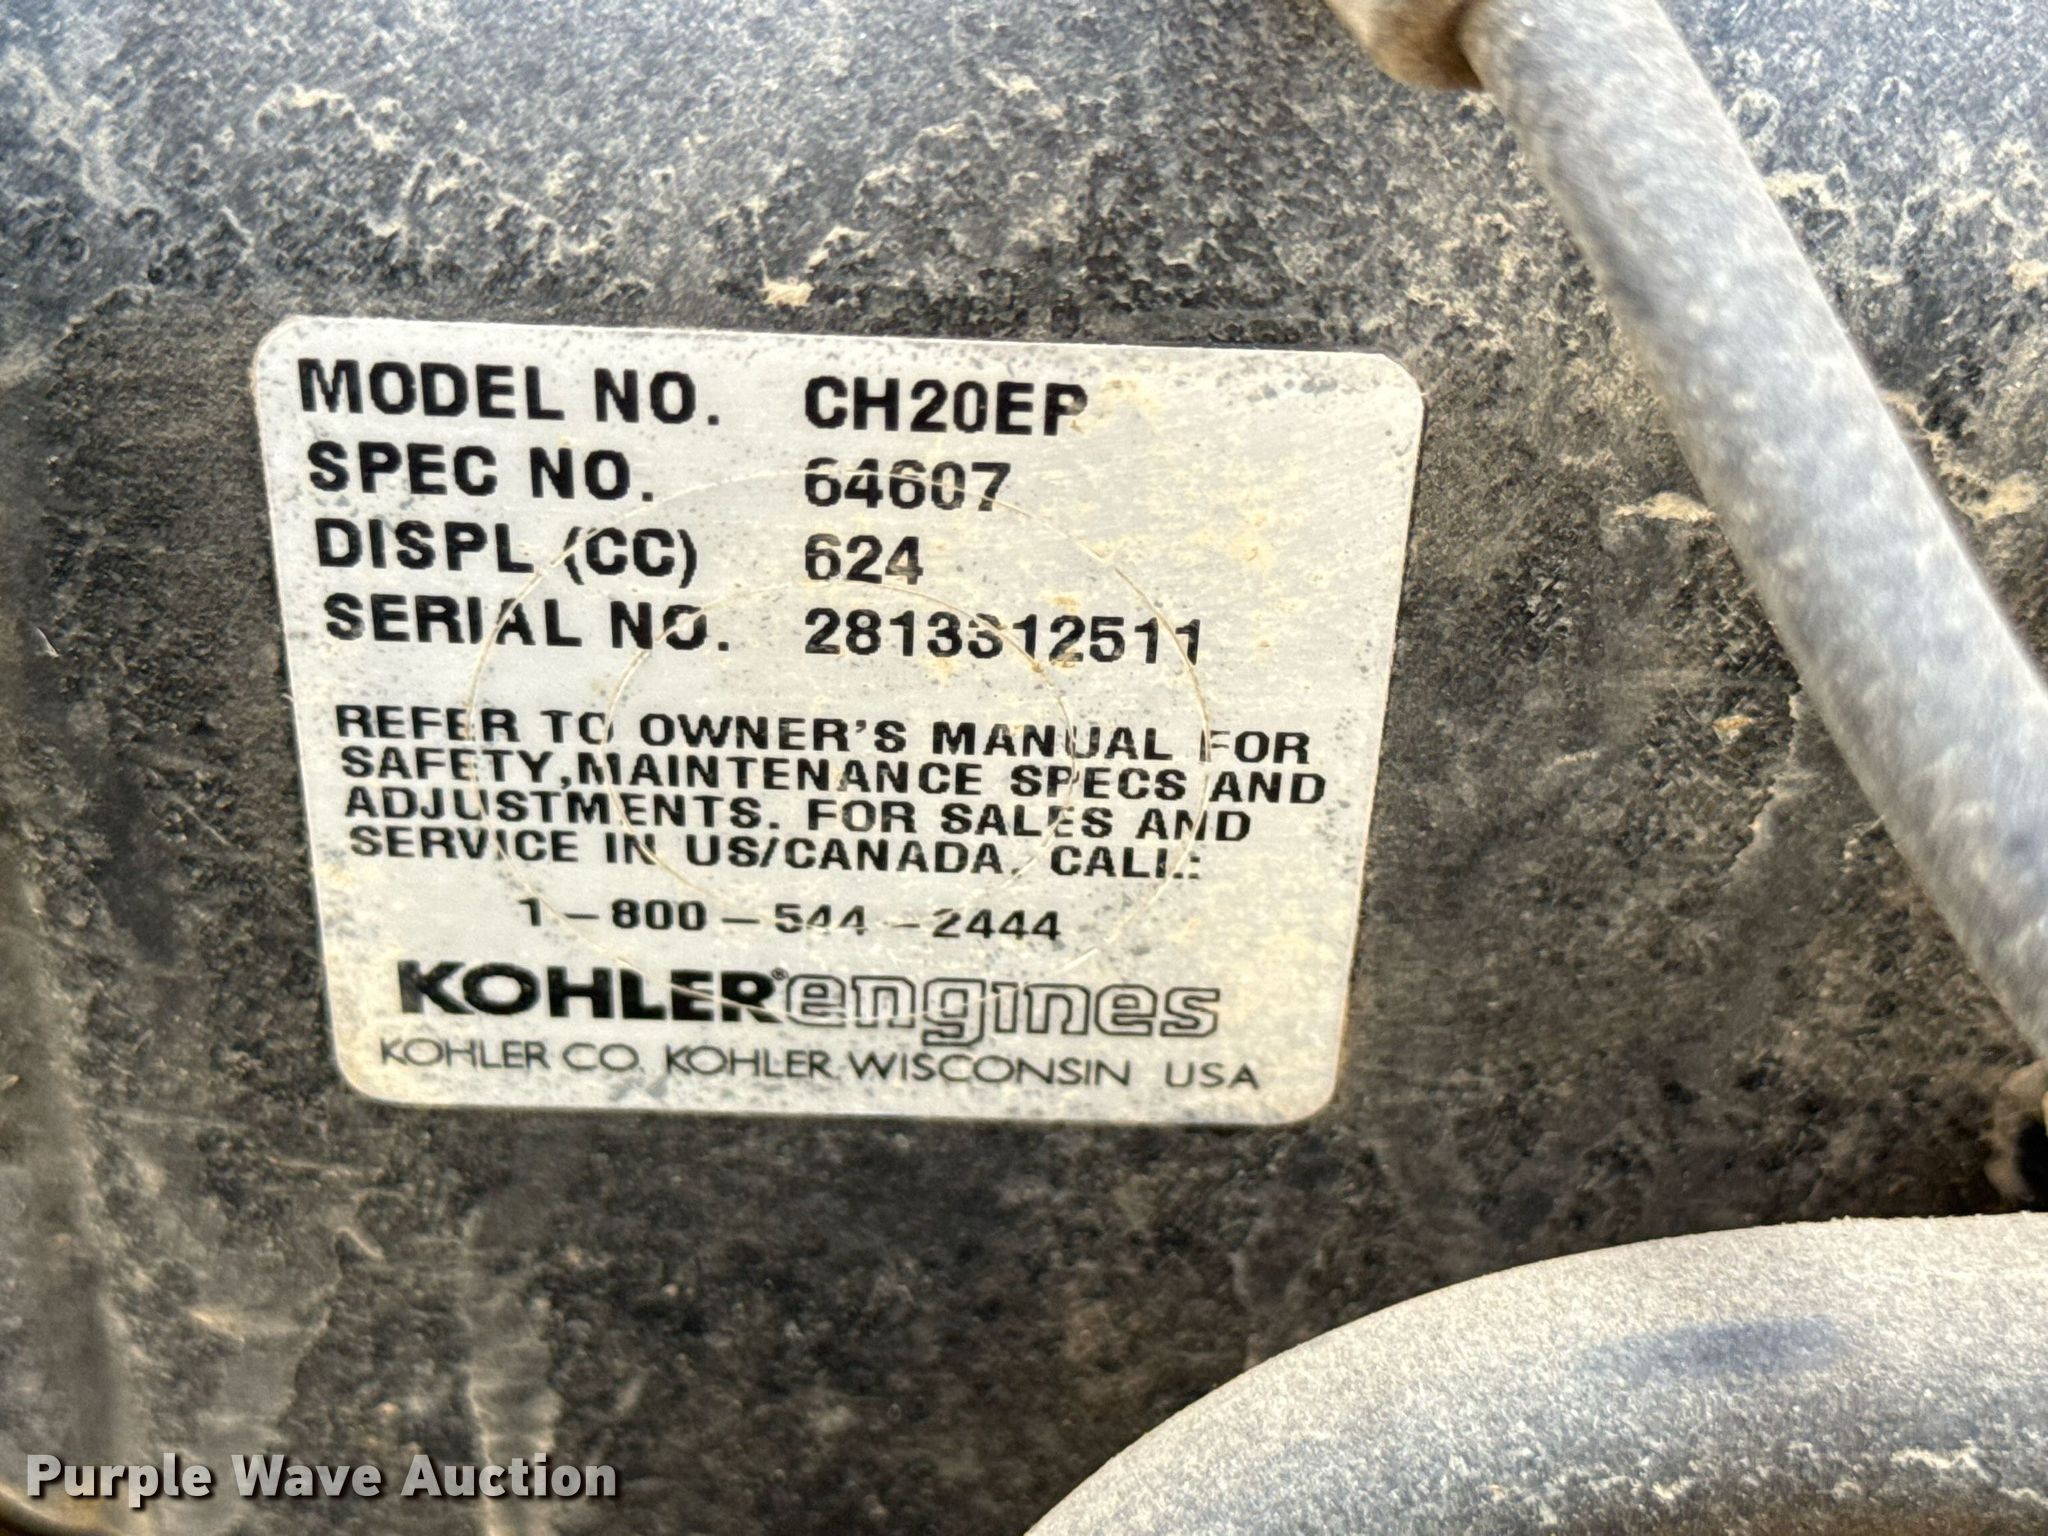 MODEL NO. CH20EP
SPEC NO. 64607
DISPL (CC) 624
SERIAL NO. 2813312511
REFER TO OWNER'S MANUAL FOR
SAFETY, MAINTENANCE SPECS AND
ADJUSTMENTS. FOR SALES AND
SERVICE IN US/CANADA, CALL:
1-800-544-2444
KOHLER® engines
KOHLER CO. KOHLER, WISCONSIN USA
Purple Wave Auction